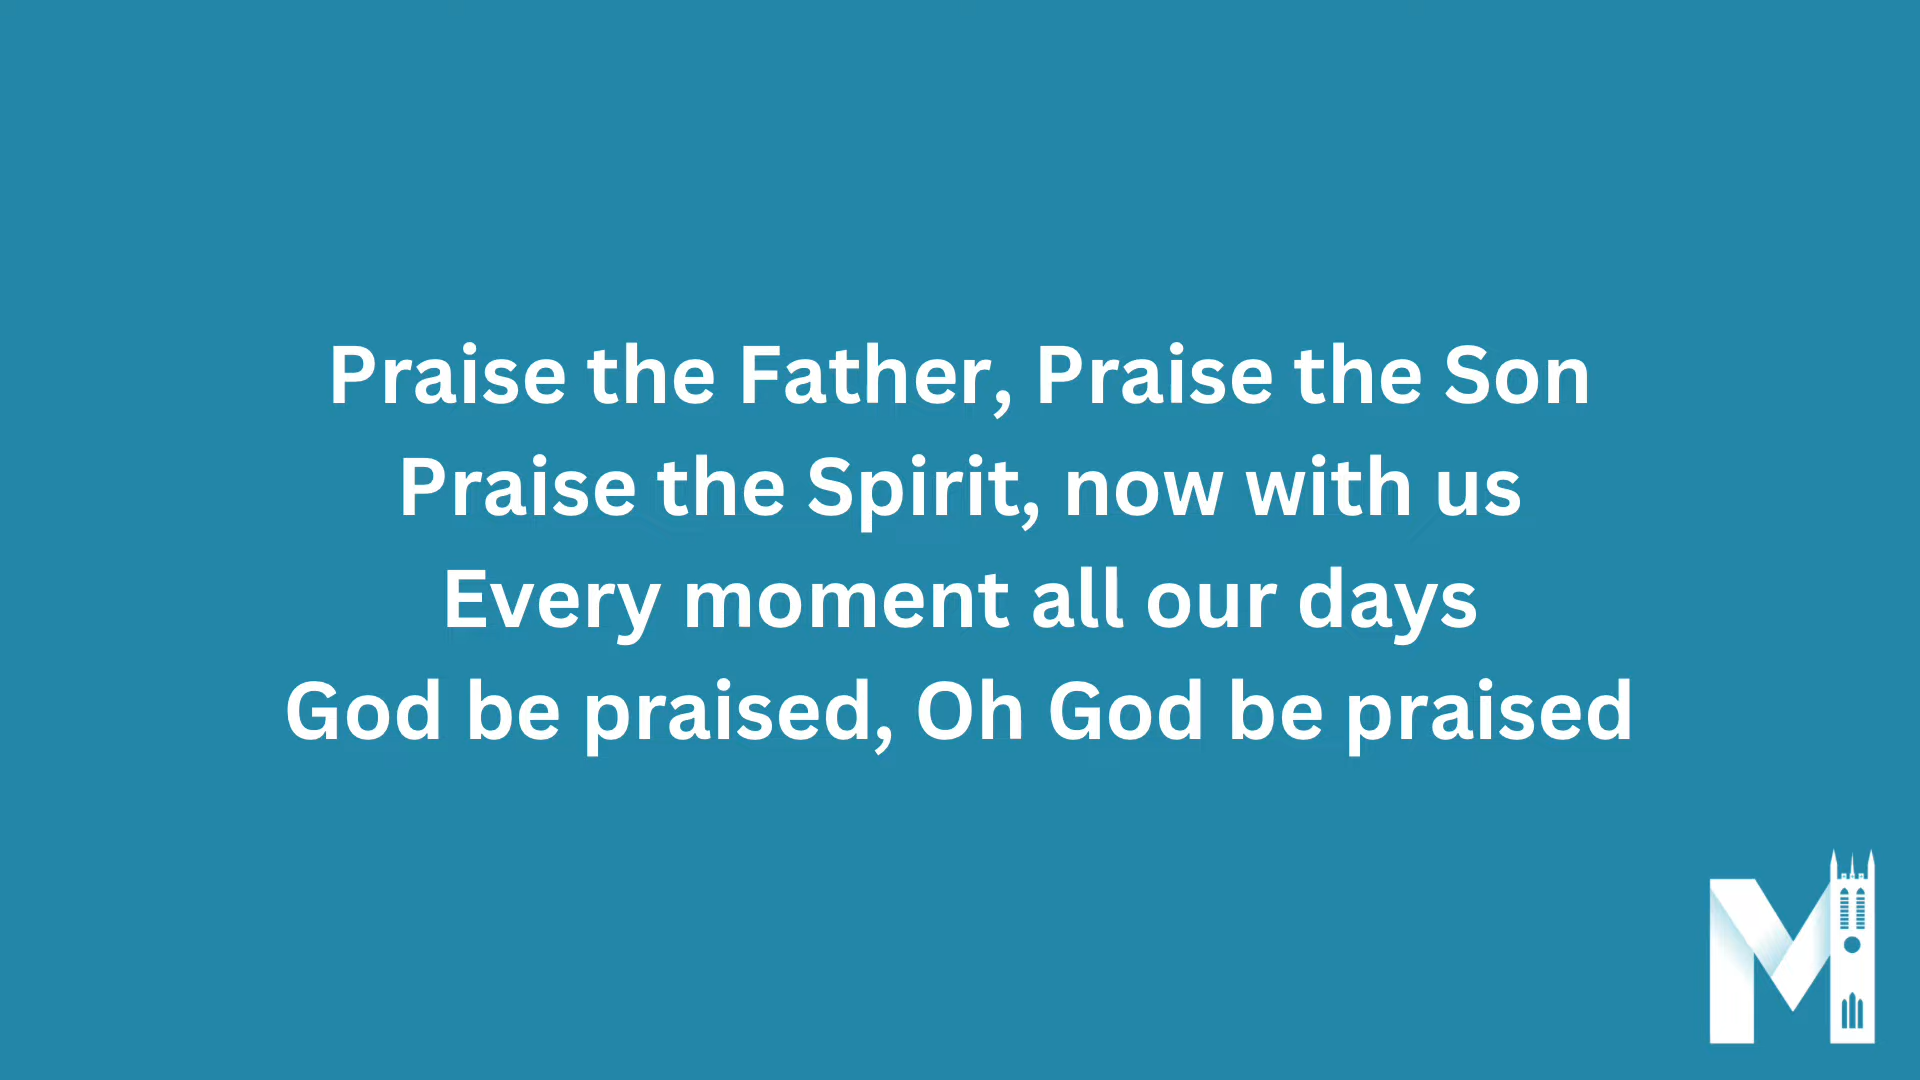 Praise the Father, Praise the Son
Praise the Spirit, now with us
Every moment all our days
God be praised, Oh God be praised
M